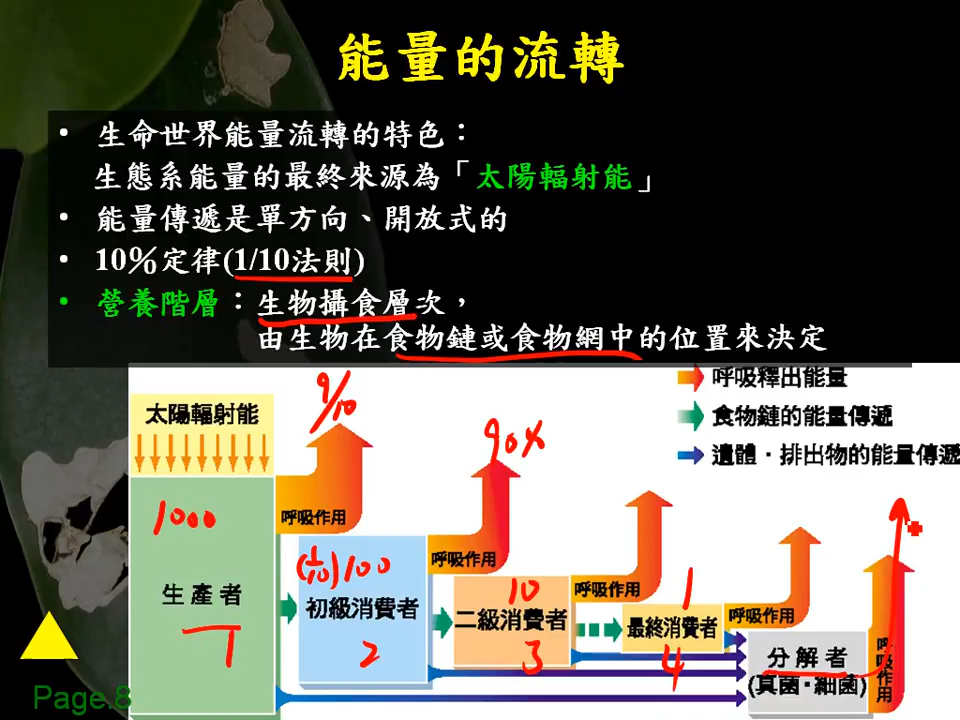 能量的流轉
• 生命世界能量流轉的特色：
生態系能量的最終來源為「太陽輻射能」
• 能量傳遞是單方向、開放式的
• 10%定律(1/10法則)
• 營養階層：生物攝食層次，
由生物在食物鏈或食物網中的位置來決定
呼吸釋出能量
食物鏈的能量傳遞
遺體．排出物的能量傳遞
太陽輻射能
9/10
90%
1000
呼吸作用
(1/10)100
呼吸作用
10
呼吸作用
1
呼吸作用
生產者
初級消費者
二級消費者
最終消費者
分解者
(真菌．細菌)
呼吸作用
1
2
3
4
Page.8